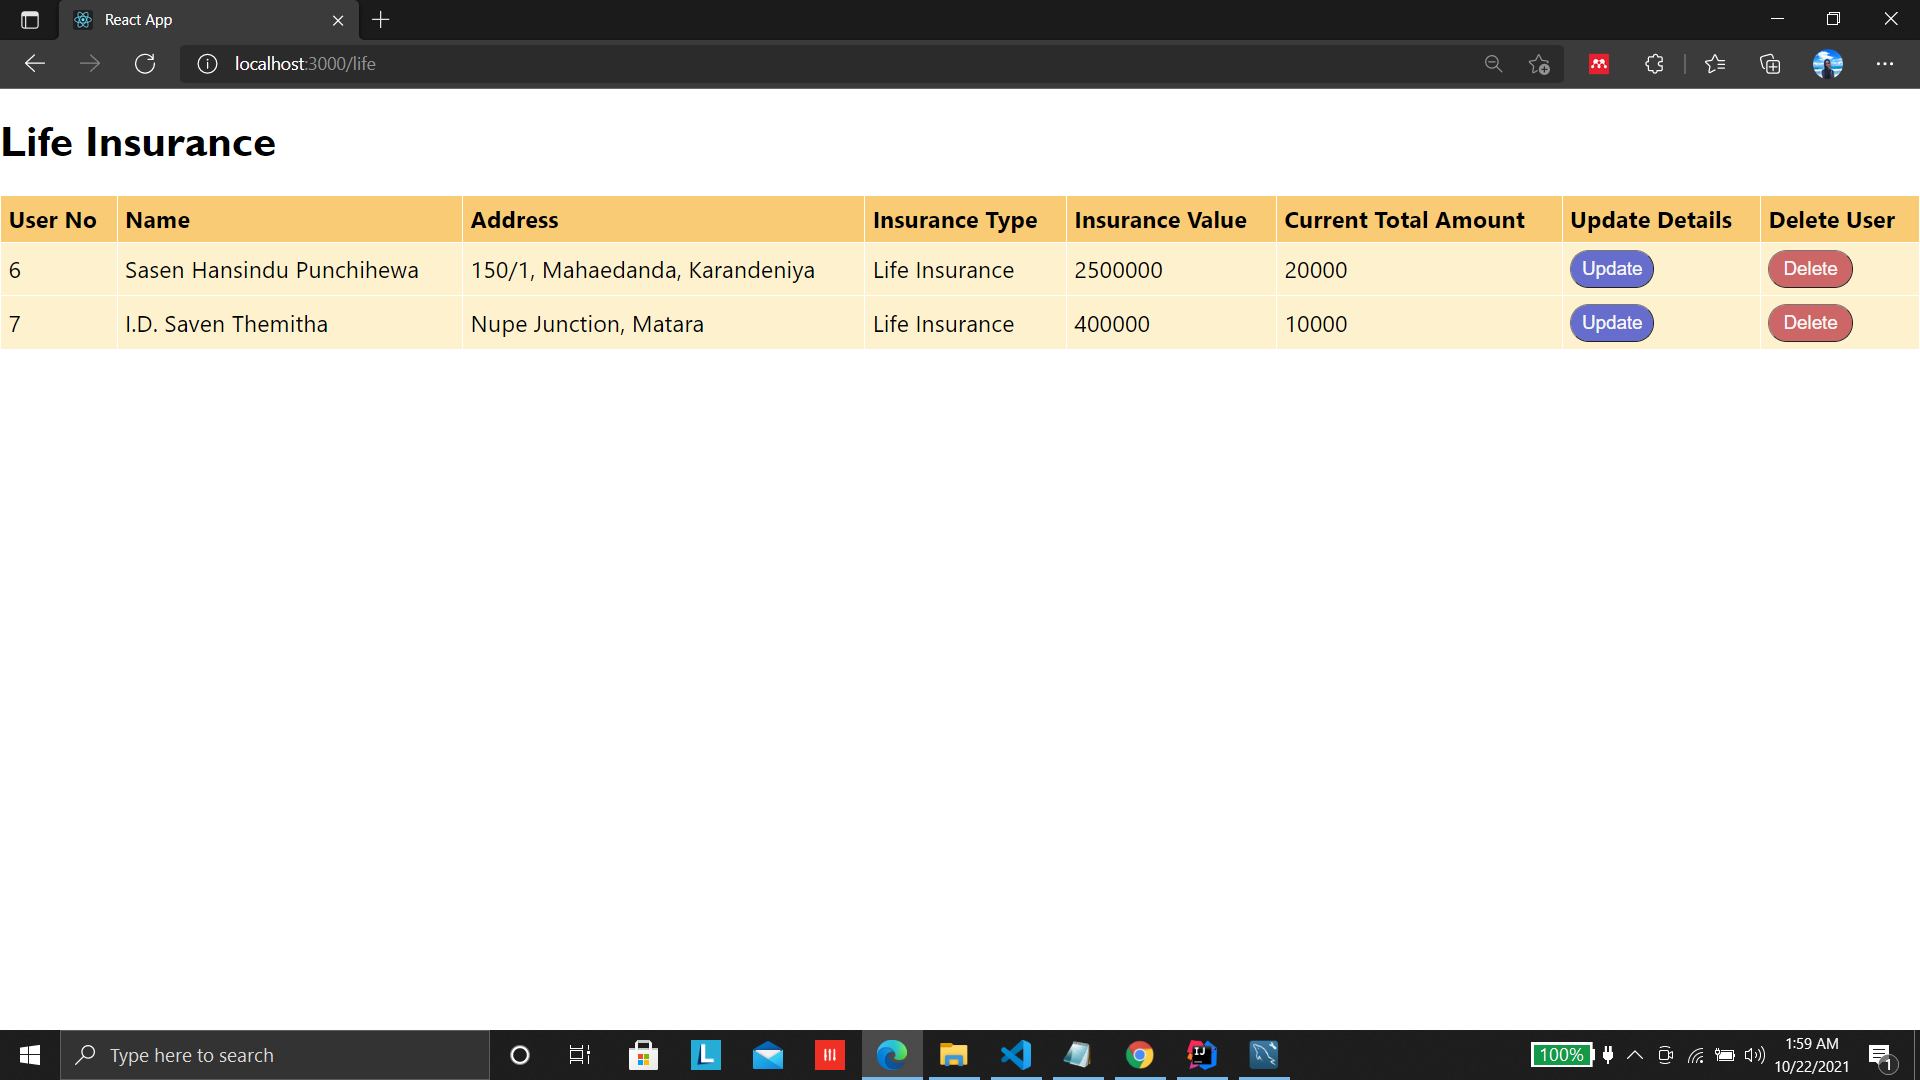 React App
localhost:3000/life
Life Insurance
User No Name Address Insurance Type Insurance Value Current Total Amount Update Details Delete User
6 Sasen Hansindu Punchihewa 150/1, Mahaedanda, Karandeniya Life Insurance 2500000 20000 Update Delete
7 I.D. Saven Themitha Nupe Junction, Matara Life Insurance 400000 10000 Update Delete
Type here to search
L
IJ
100%
1:59 AM
10/22/2021
1